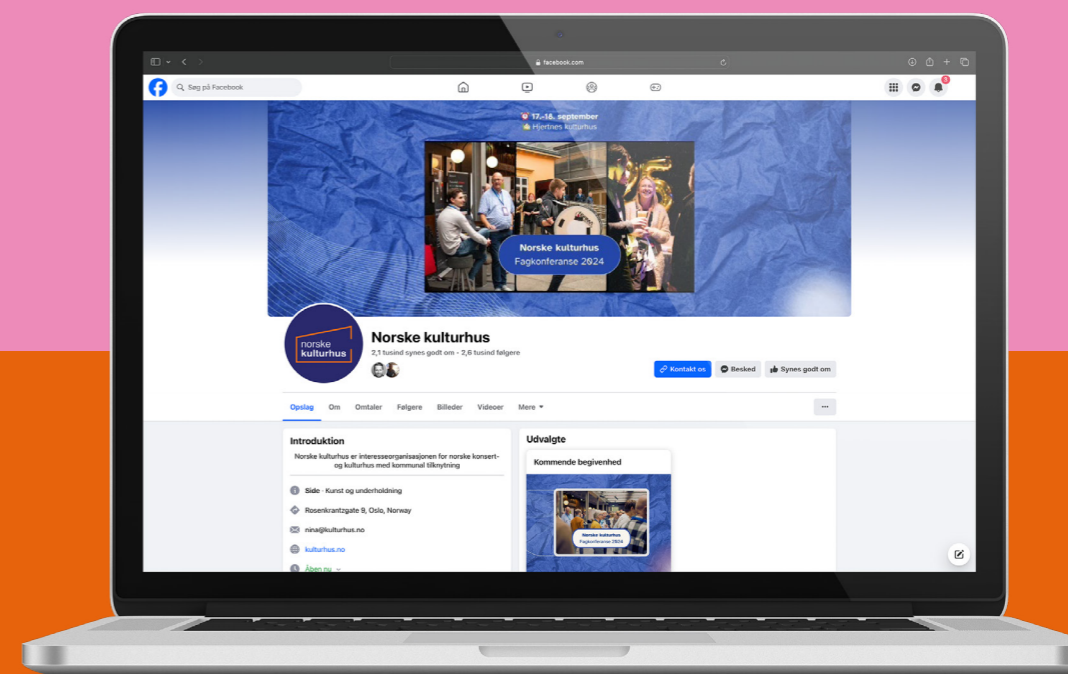 facebook.com
Søg på Facebook
3
17.-18. september
Hjertnes kulturhus
Norske kulturhus
Fagkonferanse 2024
norske
kulturhus
Norske kulturhus
2,1 tusind synes godt om • 2,6 tusind følgere
Kontakt os
Besked
Synes godt om
Opslag
Om
Omtaler
Følgere
Billeder
Videoer
Mere
Introduktion
Norske kulturhus er interesseorganisasjonen for norske konsert-
og kulturhus med kommunal tilknytning
Side · Kunst og underholdning
Rosenkrantzgate 9, Oslo, Norway
nina@kulturhus.no
kulturhus.no
Åben nu
Udvalgte
Kommende begivenhed
Norske kulturhus
Fagkonferanse 2024